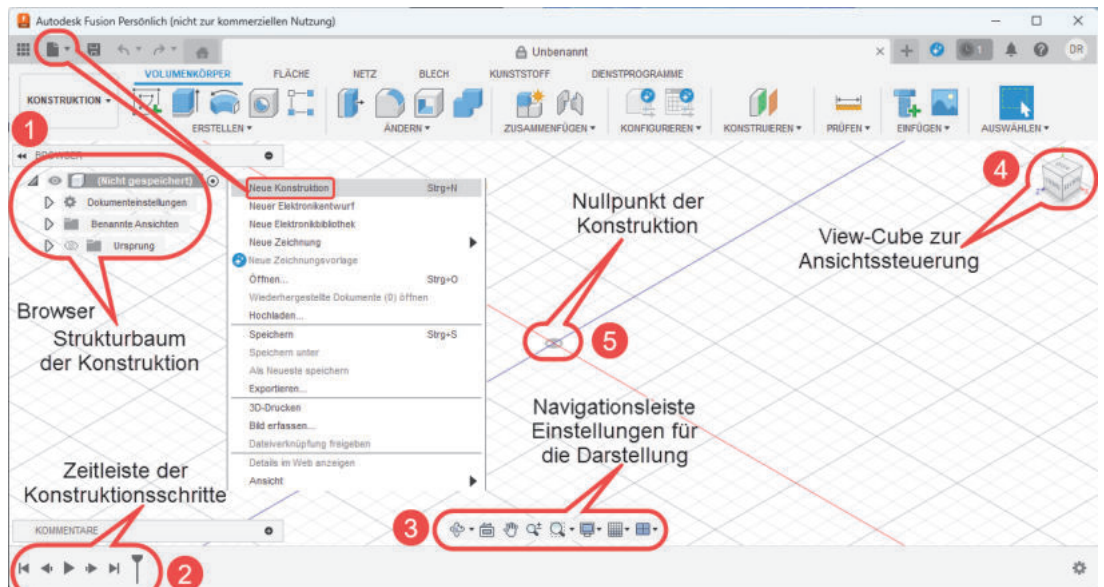 Autodesk Fusion Persönlich (nicht zur kommerziellen Nutzung)
Unbenannt
1
DR
VOLUMENKÖRPER FLÄCHE NETZ BLECH KUNSTSTOFF DIENSTPROGRAMME
KONSTRUKTION
ERSTELLEN ÄNDERN ZUSAMMENFÜGEN KONFIGURIEREN KONSTRUIEREN PRÜFEN EINFÜGEN AUSWÄHLEN
1
BROWSER
(Nicht gespeichert)
Dokumenteinstellungen
Benannte Ansichten
Ursprung
Browser
Strukturbaum
der Konstruktion
Neue Konstruktion Strg+N
Neuer Elektronikentwurf
Neue Elektronikbibliothek
Neue Zeichnung
Neue Zeichnungsvorlage
Öffnen... Strg+O
Wiederhergestellte Dokumente (0) öffnen
Hochladen...
Speichern Strg+S
Speichern unter
Als Neueste speichern
Exportieren...
3D-Drucken
Bild erfassen...
Dateiverknüpfung freigeben
Details im Web anzeigen
Ansicht
Nullpunkt der
Konstruktion
5
4
View-Cube zur
Ansichtssteuerung
Navigationsleiste
Einstellungen für
die Darstellung
3
Zeitleiste der
Konstruktionsschritte
KOMMENTARE
2